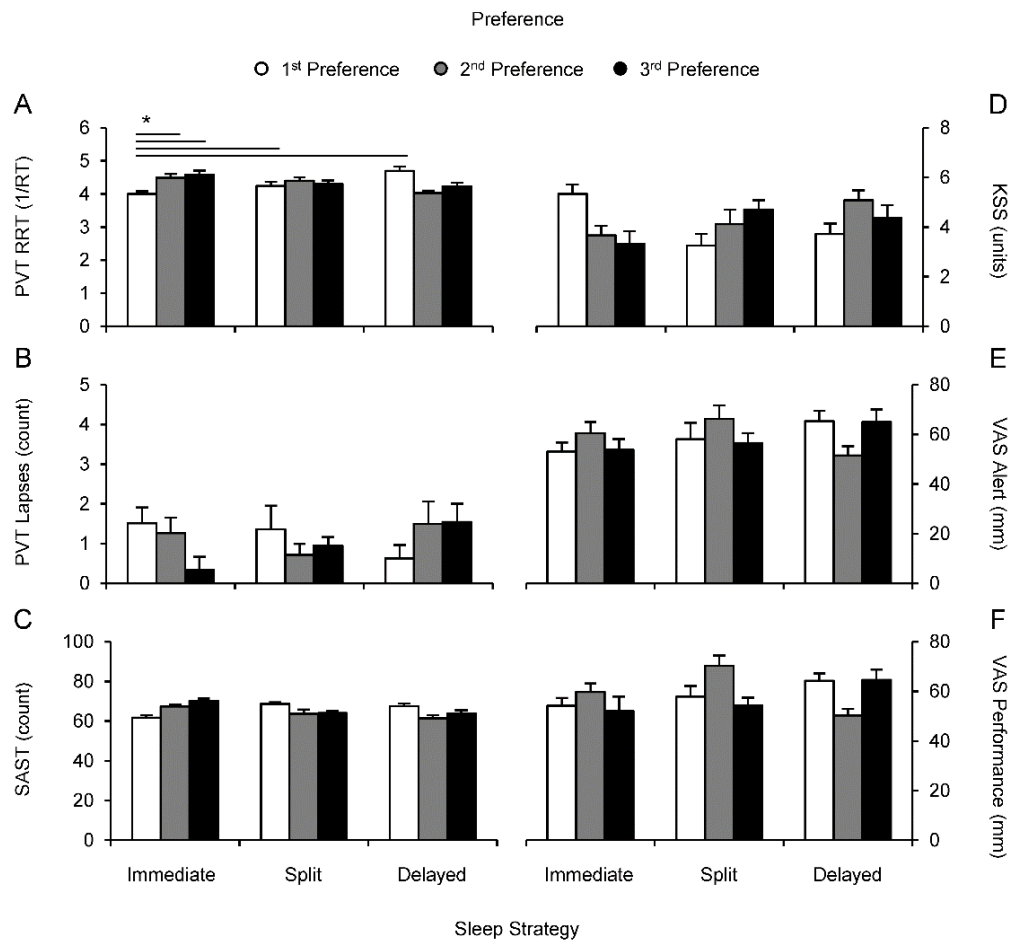 Preference
1st Preference 2nd Preference 3rd Preference
A
PVT RRT (1/RT)
6
5
4
3
2
1
0
*
D
KSS (units)
8
6
4
2
0
B
PVT Lapses (count)
5
4
3
2
1
0
E
VAS Alert (mm)
80
60
40
20
0
C
SAST (count)
100
80
60
40
20
0
F
VAS Performance (mm)
80
60
40
20
0
Immediate Split Delayed Immediate Split Delayed
Sleep Strategy